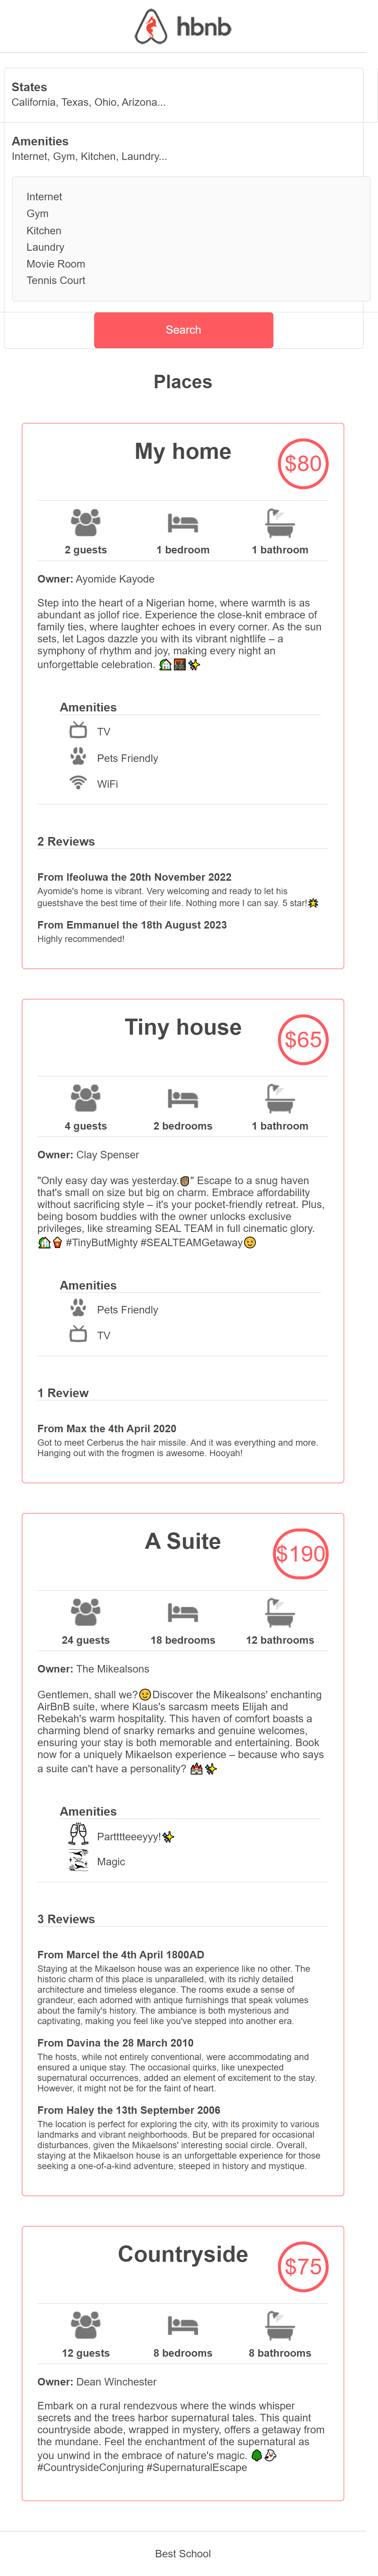 hbnb
States
California, Texas, Ohio, Arizona...
Amenities
Internet, Gym, Kitchen, Laundry...
Internet
Gym
Kitchen
Laundry
Movie Room
Tennis Court
Search
Places
My home
$80
2 guests
1 bedroom
1 bathroom
Owner: Ayomide Kayode
Step into the heart of a Nigerian home, where warmth is as
abundant as jollof rice. Experience the close-knit embrace of
family ties, where laughter echoes in every corner. As the sun
sets, let Lagos dazzle you with its vibrant nightlife – a
symphony of rhythm and joy, making every night an
unforgettable celebration. 🏡🌃✨
Amenities
TV
Pets Friendly
WiFi
2 Reviews
From Ifeoluwa the 20th November 2022
Ayomide's home is vibrant. Very welcoming and ready to let his
guestshave the best time of their life. Nothing more I can say. 5 star!🌟
From Emmanuel the 18th August 2023
Highly recommended!
Tiny house
$65
4 guests
2 bedrooms
1 bathroom
Owner: Clay Spenser
"Only easy day was yesterday.✊🏾" Escape to a snug haven
that's small on size but big on charm. Embrace affordability
without sacrificing style – it's your pocket-friendly retreat. Plus,
being bosom buddies with the owner unlocks exclusive
privileges, like streaming SEAL TEAM in full cinematic glory.
🏡🍿 #TinyButMighty #SEALTEAMGetaway😉
Amenities
Pets Friendly
TV
1 Review
From Max the 4th April 2020
Got to meet Cerberus the hair missile. And it was everything and more.
Hanging out with the frogmen is awesome. Hooyah!
A Suite
$190
24 guests
18 bedrooms
12 bathrooms
Owner: The Mikealsons
Gentlemen, shall we?😉Discover the Mikealsons' enchanting
AirBnB suite, where Klaus's sarcasm meets Elijah and
Rebekah's warm hospitality. This haven of comfort boasts a
charming blend of snarky remarks and genuine welcomes,
ensuring your stay is both memorable and entertaining. Book
now for a uniquely Mikaelson experience – because who says
a suite can't have a personality? 🏰✨
Amenities
Partttteeeyyy!✨
Magic
3 Reviews
From Marcel the 4th April 1800AD
Staying at the Mikaelson house was an experience like no other. The
historic charm of this place is unparalleled, with its richly detailed
architecture and timeless elegance. The rooms exude a sense of
grandeur, each adorned with antique furnishings that speak volumes
about the family's history. The ambiance is both mysterious and
captivating, making you feel like you've stepped into another era.
From Davina the 28 March 2010
The hosts, while not entirely conventional, were accommodating and
ensured a unique stay. The occasional quirks, like unexpected
supernatural occurrences, added an element of excitement to the stay.
However, it might not be for the faint of heart.
From Haley the 13th September 2006
The location is perfect for exploring the city, with its proximity to various
landmarks and vibrant neighborhoods. But be prepared for occasional
disturbances, given the Mikaelsons' interesting social circle. Overall,
staying at the Mikaelson house is an unforgettable experience for those
seeking a one-of-a-kind adventure, steeped in history and mystique.
Countryside
$75
12 guests
8 bedrooms
8 bathrooms
Owner: Dean Winchester
Embark on a rural rendezvous where the winds whisper
secrets and the trees harbor supernatural tales. This quaint
countryside abode, wrapped in mystery, offers a getaway from
the mundane. Feel the enchantment of the supernatural as
you unwind in the embrace of nature's magic. 🌳👻
#CountrysideConjuring #SupernaturalEscape
Best School